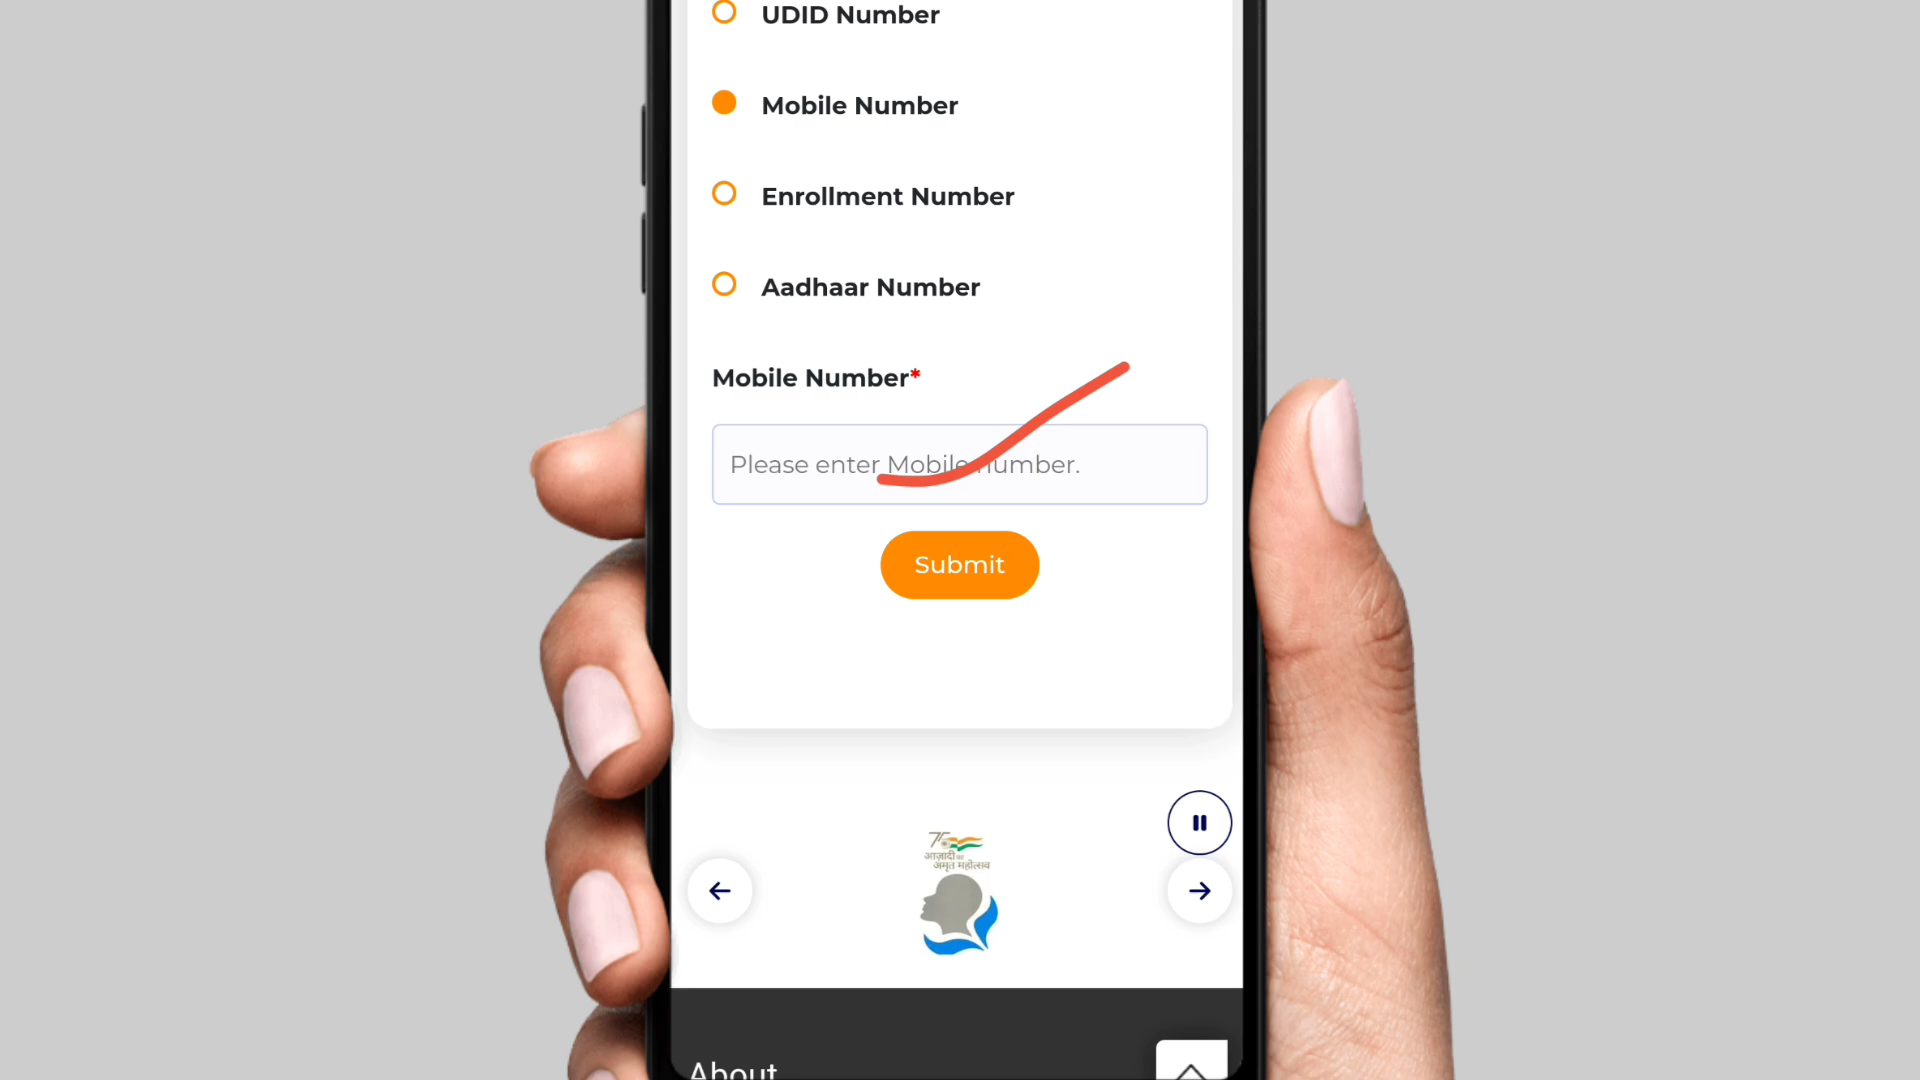 UDID Number
Mobile Number
Enrollment Number
Aadhaar Number
Mobile Number*
Please enter Mobile number.
Submit
75
आज़ादी का
अमृत महोत्सव
About